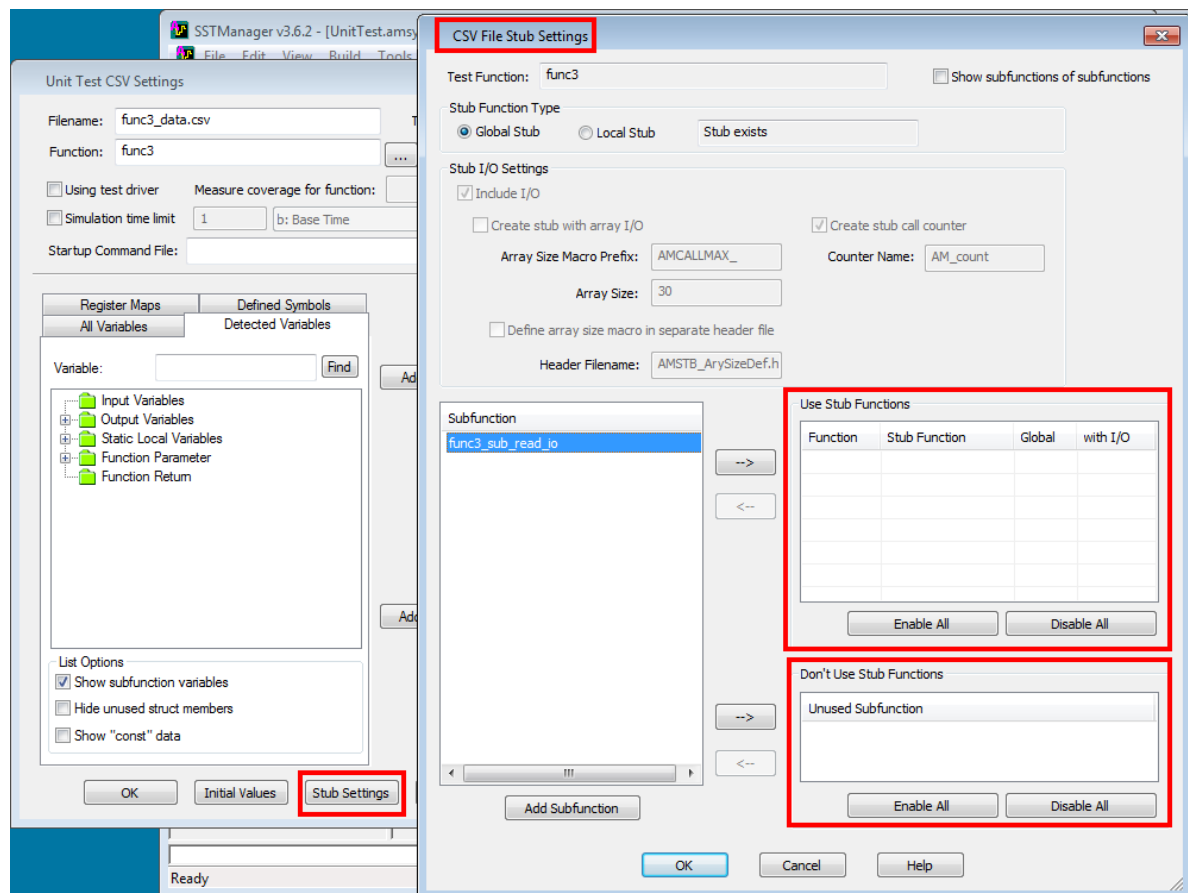 SSTManager v3.6.2 - [UnitTest.amsy
File Edit View Build Tools
Unit Test CSV Settings
Filename: func3_data.csv
Function: func3
...
Using test driver Measure coverage for function:
Simulation time limit 1 b: Base Time
Startup Command File:
Register Maps Defined Symbols
All Variables Detected Variables
Variable: Find
Input Variables
Output Variables
Static Local Variables
Function Parameter
Function Return
List Options
Show subfunction variables
Hide unused struct members
Show "const" data
OK Initial Values Stub Settings
Ready
CSV File Stub Settings
Test Function: func3 Show subfunctions of subfunctions
Stub Function Type
Global Stub Local Stub Stub exists
Stub I/O Settings
Include I/O
Create stub with array I/O Create stub call counter
Array Size Macro Prefix: AMCALLMAX_ Counter Name: AM_count
Array Size: 30
Define array size macro in separate header file
Header Filename: AMSTB_ArySizeDef.h
Subfunction
func3_sub_read_io
-->
<--
-->
<--
Add Subfunction
Use Stub Functions
Function Stub Function Global with I/O
Enable All Disable All
Don't Use Stub Functions
Unused Subfunction
Enable All Disable All
OK Cancel Help